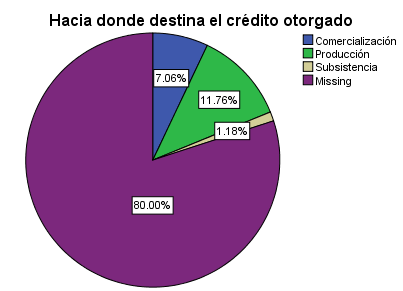 Hacia donde destina el crédito otorgado
Comercialización
Producción
Subsistencia
Missing
7.06%
11.76%
1.18%
80.00%